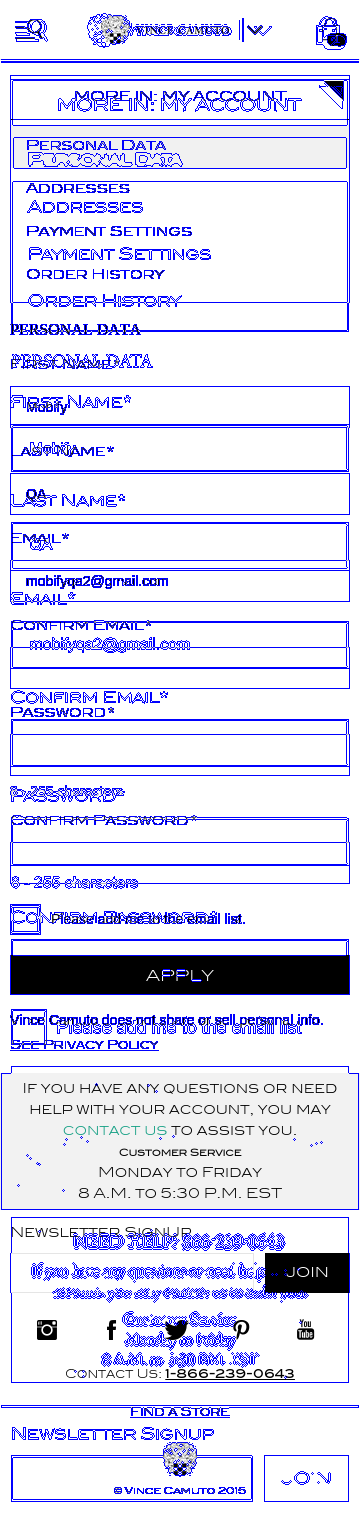 VINCE CAMUTO
MORE IN: MY ACCOUNT
MORE IN: MY ACCOUNT
PERSONAL DATA
PERSONAL DATA
ADDRESSES
ADDRESSES
PAYMENT SETTINGS
PAYMENT SETTINGS
ORDER HISTORY
ORDER HISTORY
PERSONAL DATA
PERSONAL DATA
FIRST NAME*
FIRST NAME*
Mobify
Mobify
LAST NAME*
QA
LAST NAME*
EMAIL*
QA
mobifyqa2@gmail.com
EMAIL*
CONFIRM EMAIL*
mobifyqa2@gmail.com
CONFIRM EMAIL*
PASSWORD*
6 - 255 characters
PASSWORD*
CONFIRM PASSWORD*
6 - 255 characters
CONFIRM PASSWORD*
Please add me to the email list.
APPLY
Vince Camuto does not share or sell personal info.
Please add me to the email list
SEE PRIVACY POLICY
IF YOU HAVE ANY QUESTIONS OR NEED
HELP WITH YOUR ACCOUNT, YOU MAY
CONTACT US TO ASSIST YOU.
CUSTOMER SERVICE
MONDAY TO FRIDAY
8 A.M. TO 5:30 P.M. EST
NEWSLETTER SIGNUP
NEED HELP? 866-239-0643
If you have any questions or need help
JOIN
Customer Service
Monday to Friday
8 A.M. to 5:30 P.M. EST
You Tube
CONTACT US: 1-866-239-0643
FIND A STORE
NEWSLETTER SIGNUP
JOIN
© VINCE CAMUTO 2015